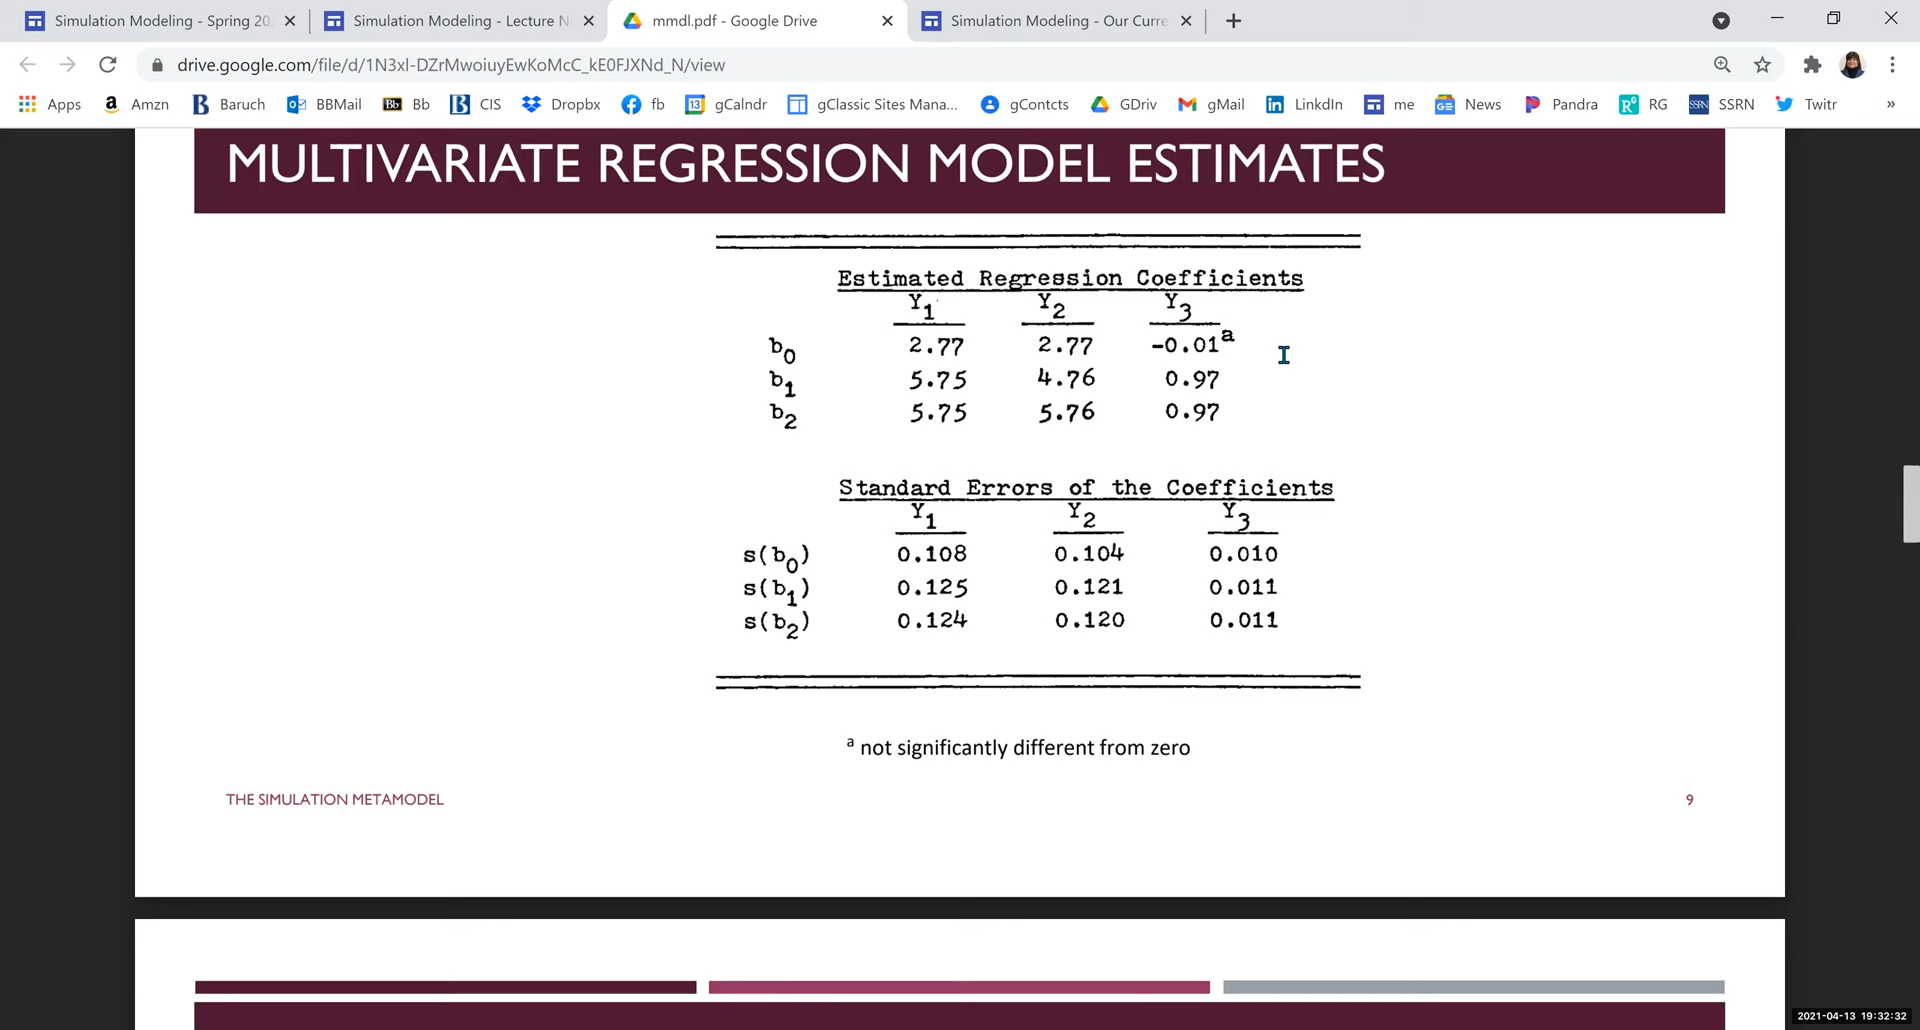 Simulation Modeling - Spring 20
Simulation Modeling - Lecture N
mmdl.pdf - Google Drive
Simulation Modeling - Our Curre
drive.google.com/file/d/1N3xl-DZrMwoiuyEwKoMcC_kE0FJXNd_N/view
Apps Amzn Baruch BBMail Bb CIS Dropbx fb gCalndr gClassic Sites Mana... gContcts GDriv gMail LinkedIn me News Pandra RG SSRN Twitr »
MULTIVARIATE REGRESSION MODEL ESTIMATES
Estimated Regression Coefficients
Y1 Y2 Y3
b0 2.77 2.77 -0.01a
b1 5.75 4.76 0.97
b2 5.75 5.76 0.97
Standard Errors of the Coefficients
Y1 Y2 Y3
s(b0) 0.108 0.104 0.010
s(b1) 0.125 0.121 0.011
s(b2) 0.124 0.120 0.011
a not significantly different from zero
THE SIMULATION METAMODEL 9
2021-04-13 19:32:32